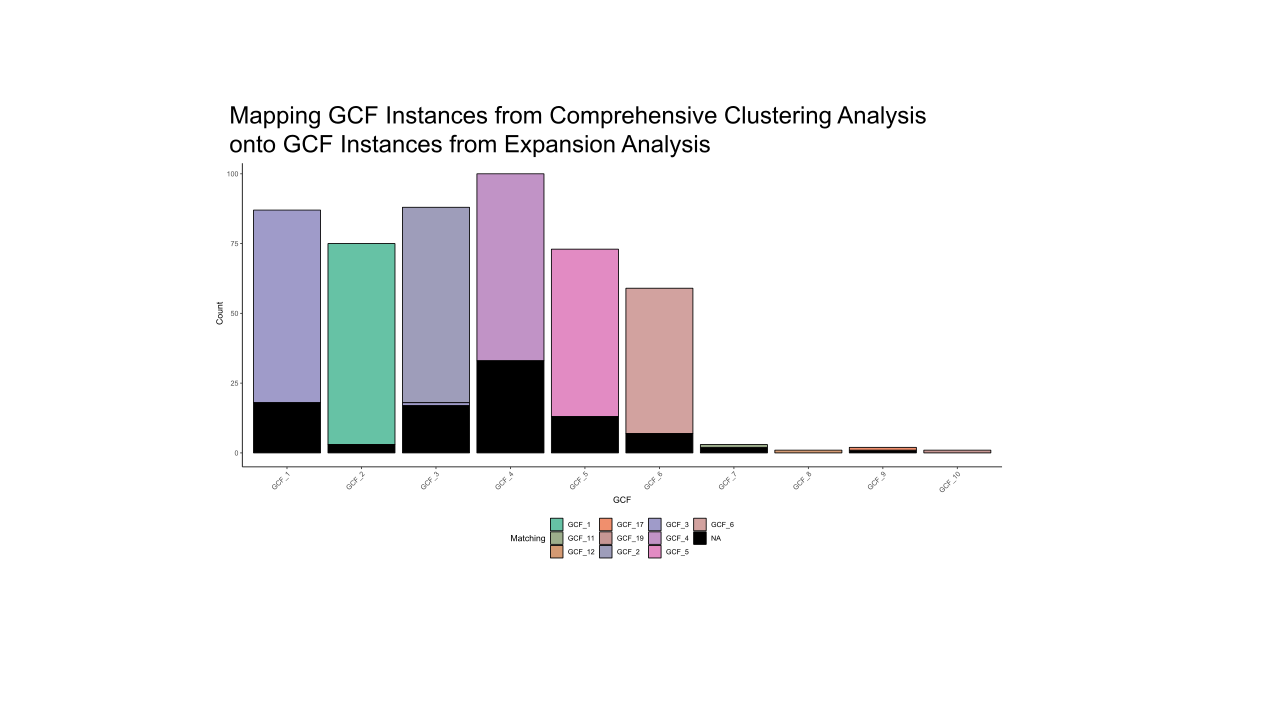 Mapping GCF Instances from Comprehensive Clustering Analysis
onto GCF Instances from Expansion Analysis
100
75
50
25
0
Count
GCF_1 GCF_2 GCF_3 GCF_4 GCF_5 GCF_6 GCF_7 GCF_8 GCF_9 GCF_10
GCF
Matching
GCF_1 GCF_17 GCF_3 GCF_6
GCF_11 GCF_19 GCF_4 NA
GCF_12 GCF_2 GCF_5